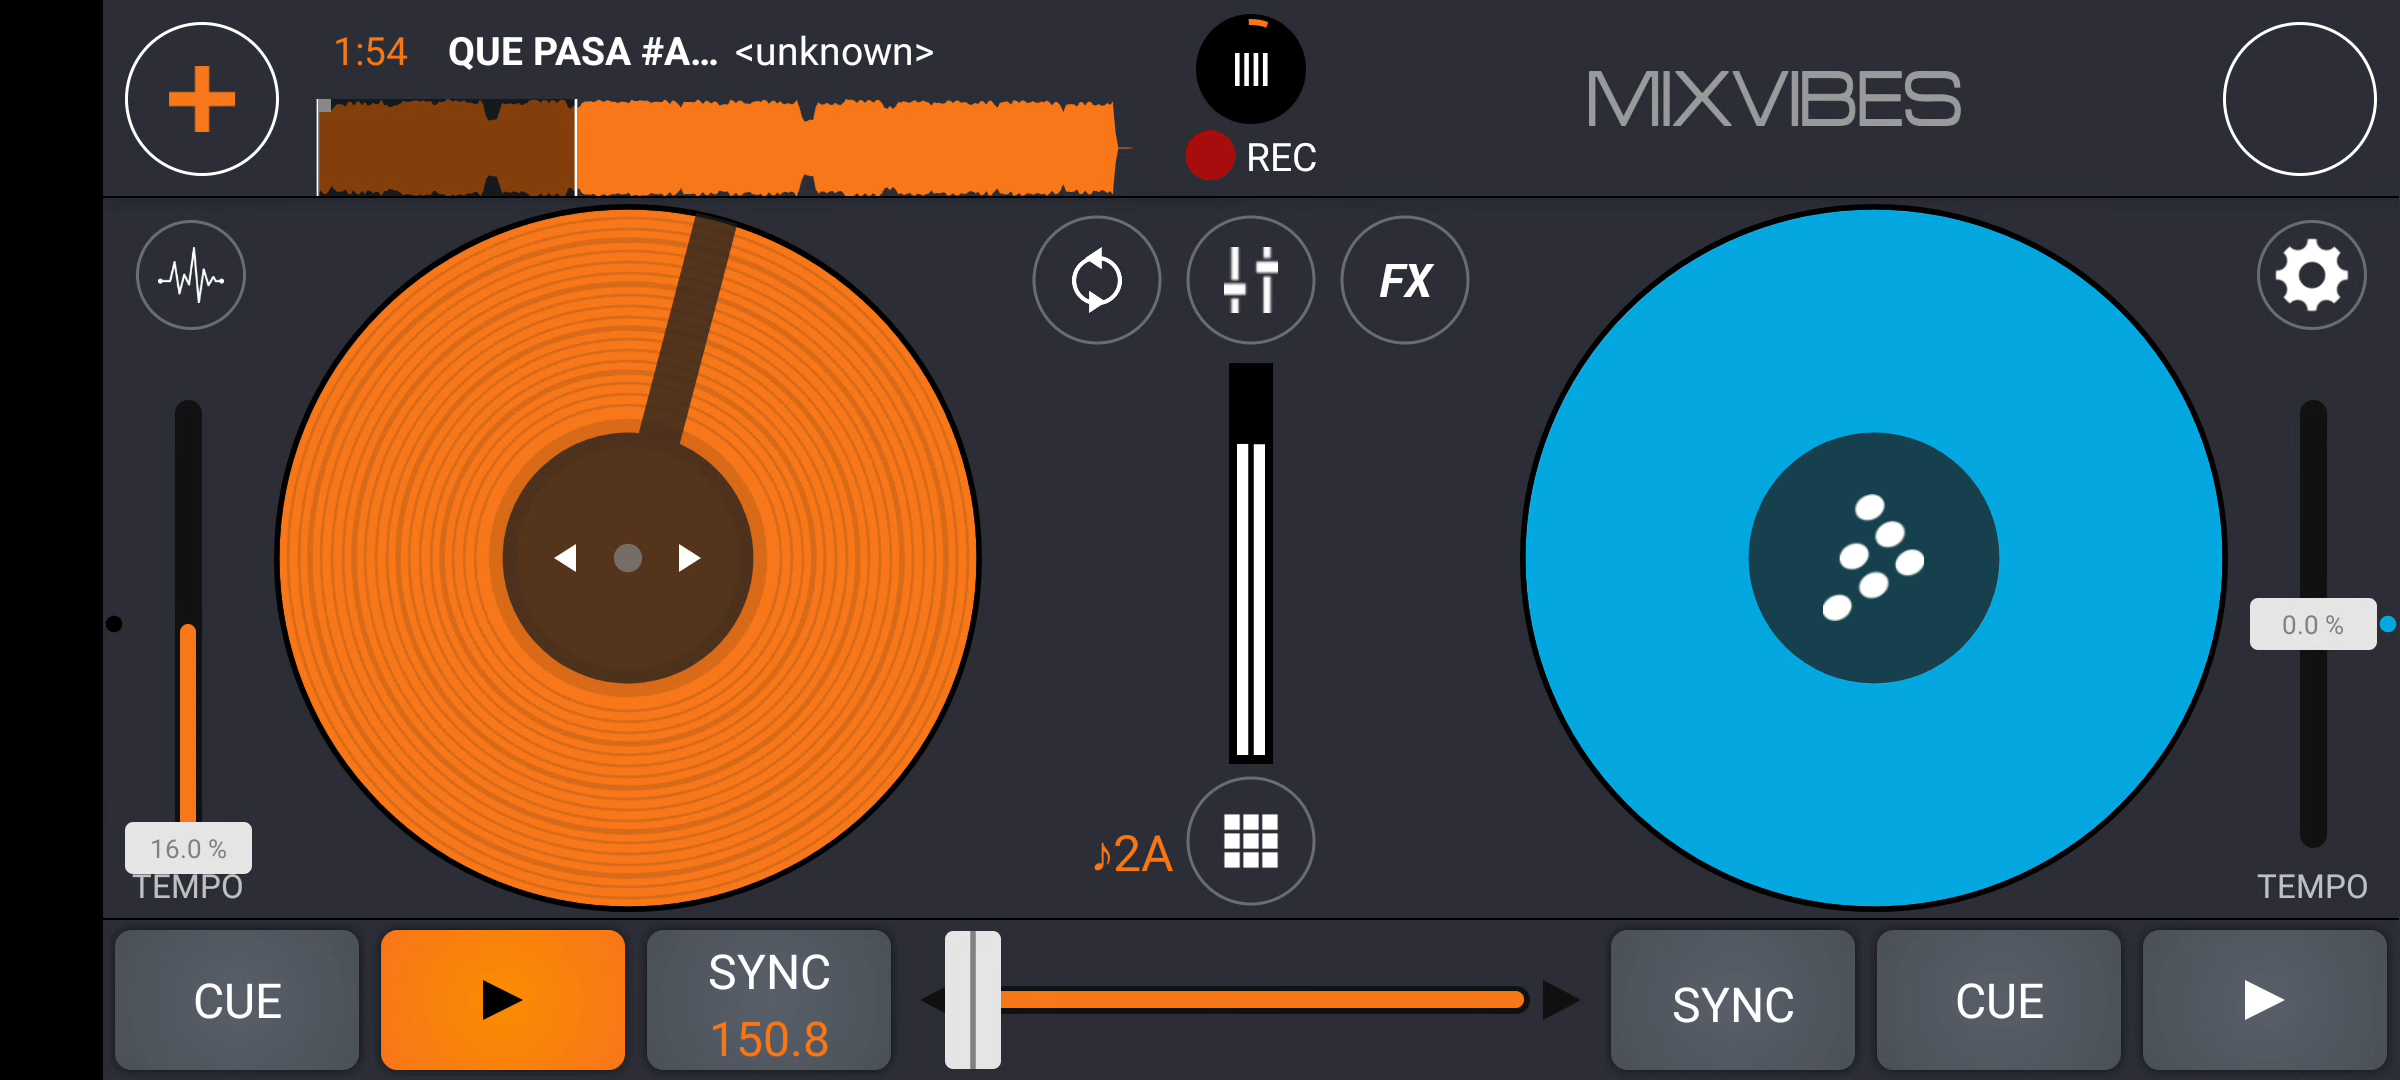 1:54 QUE PASA #A... <unknown>
REC
MIXVIBES
FX
0.0 %
16.0 %
TEMPO
♪2A
TEMPO
CUE
SYNC
150.8
SYNC
CUE